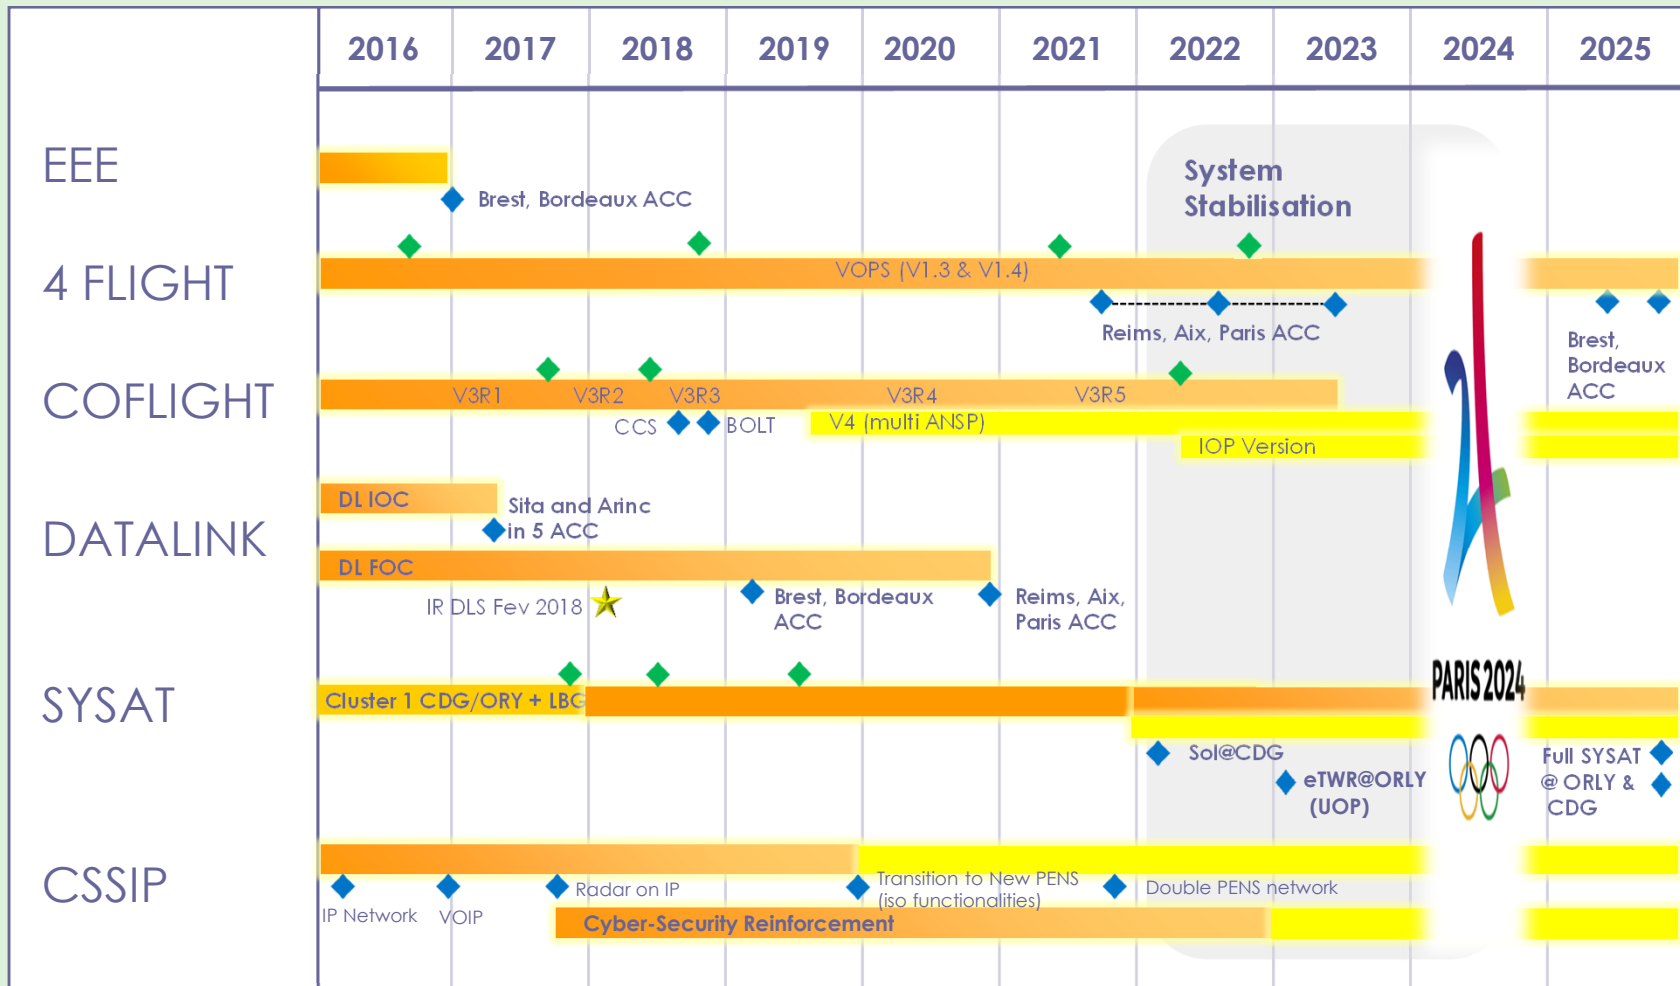 2016 2017 2018 2019 2020 2021 2022 2023 2024 2025
EEE
Brest, Bordeaux ACC
System
Stabilisation
4 FLIGHT
VOPS (V1.3 & V1.4)
Reims, Aix, Paris ACC
Brest,
Bordeaux
ACC
COFLIGHT
V3R1 V3R2 V3R3 V3R4 V3R5
CCS BOLT
V4 (multi ANSP)
IOP Version
DATALINK
DL IOC
Sita and Arinc
in 5 ACC
DL FOC
IR DLS Fev 2018
Brest, Bordeaux
ACC
Reims, Aix,
Paris ACC
PARIS 2024
SYSAT
Cluster 1 CDG/ORY + LBG
Sol@CDG
eTWR@ORLY
(UOP)
Full SYSAT
@ ORLY &
CDG
CSSIP
IP Network
VOIP
Radar on IP
Transition to New PENS
(iso functionalities)
Double PENS network
Cyber-Security Reinforcement